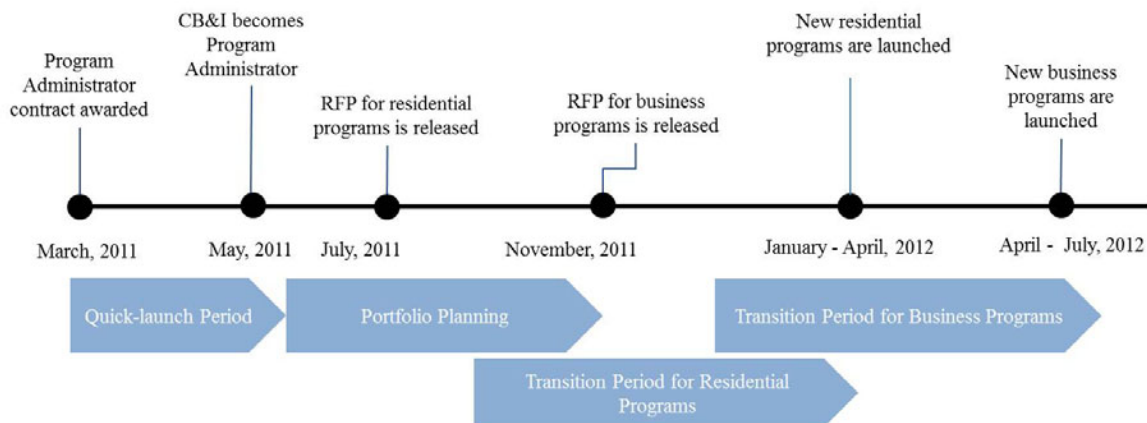 Program
Administrator
contract awarded
CB&I becomes
Program
Administrator
RFP for residential
programs is released
RFP for business
programs is released
New residential
programs are launched
New business
programs are
launched
March, 2011
May, 2011
July, 2011
November, 2011
January - April, 2012
April - July, 2012
Quick-launch Period
Portfolio Planning
Transition Period for Business Programs
Transition Period for Residential
Programs